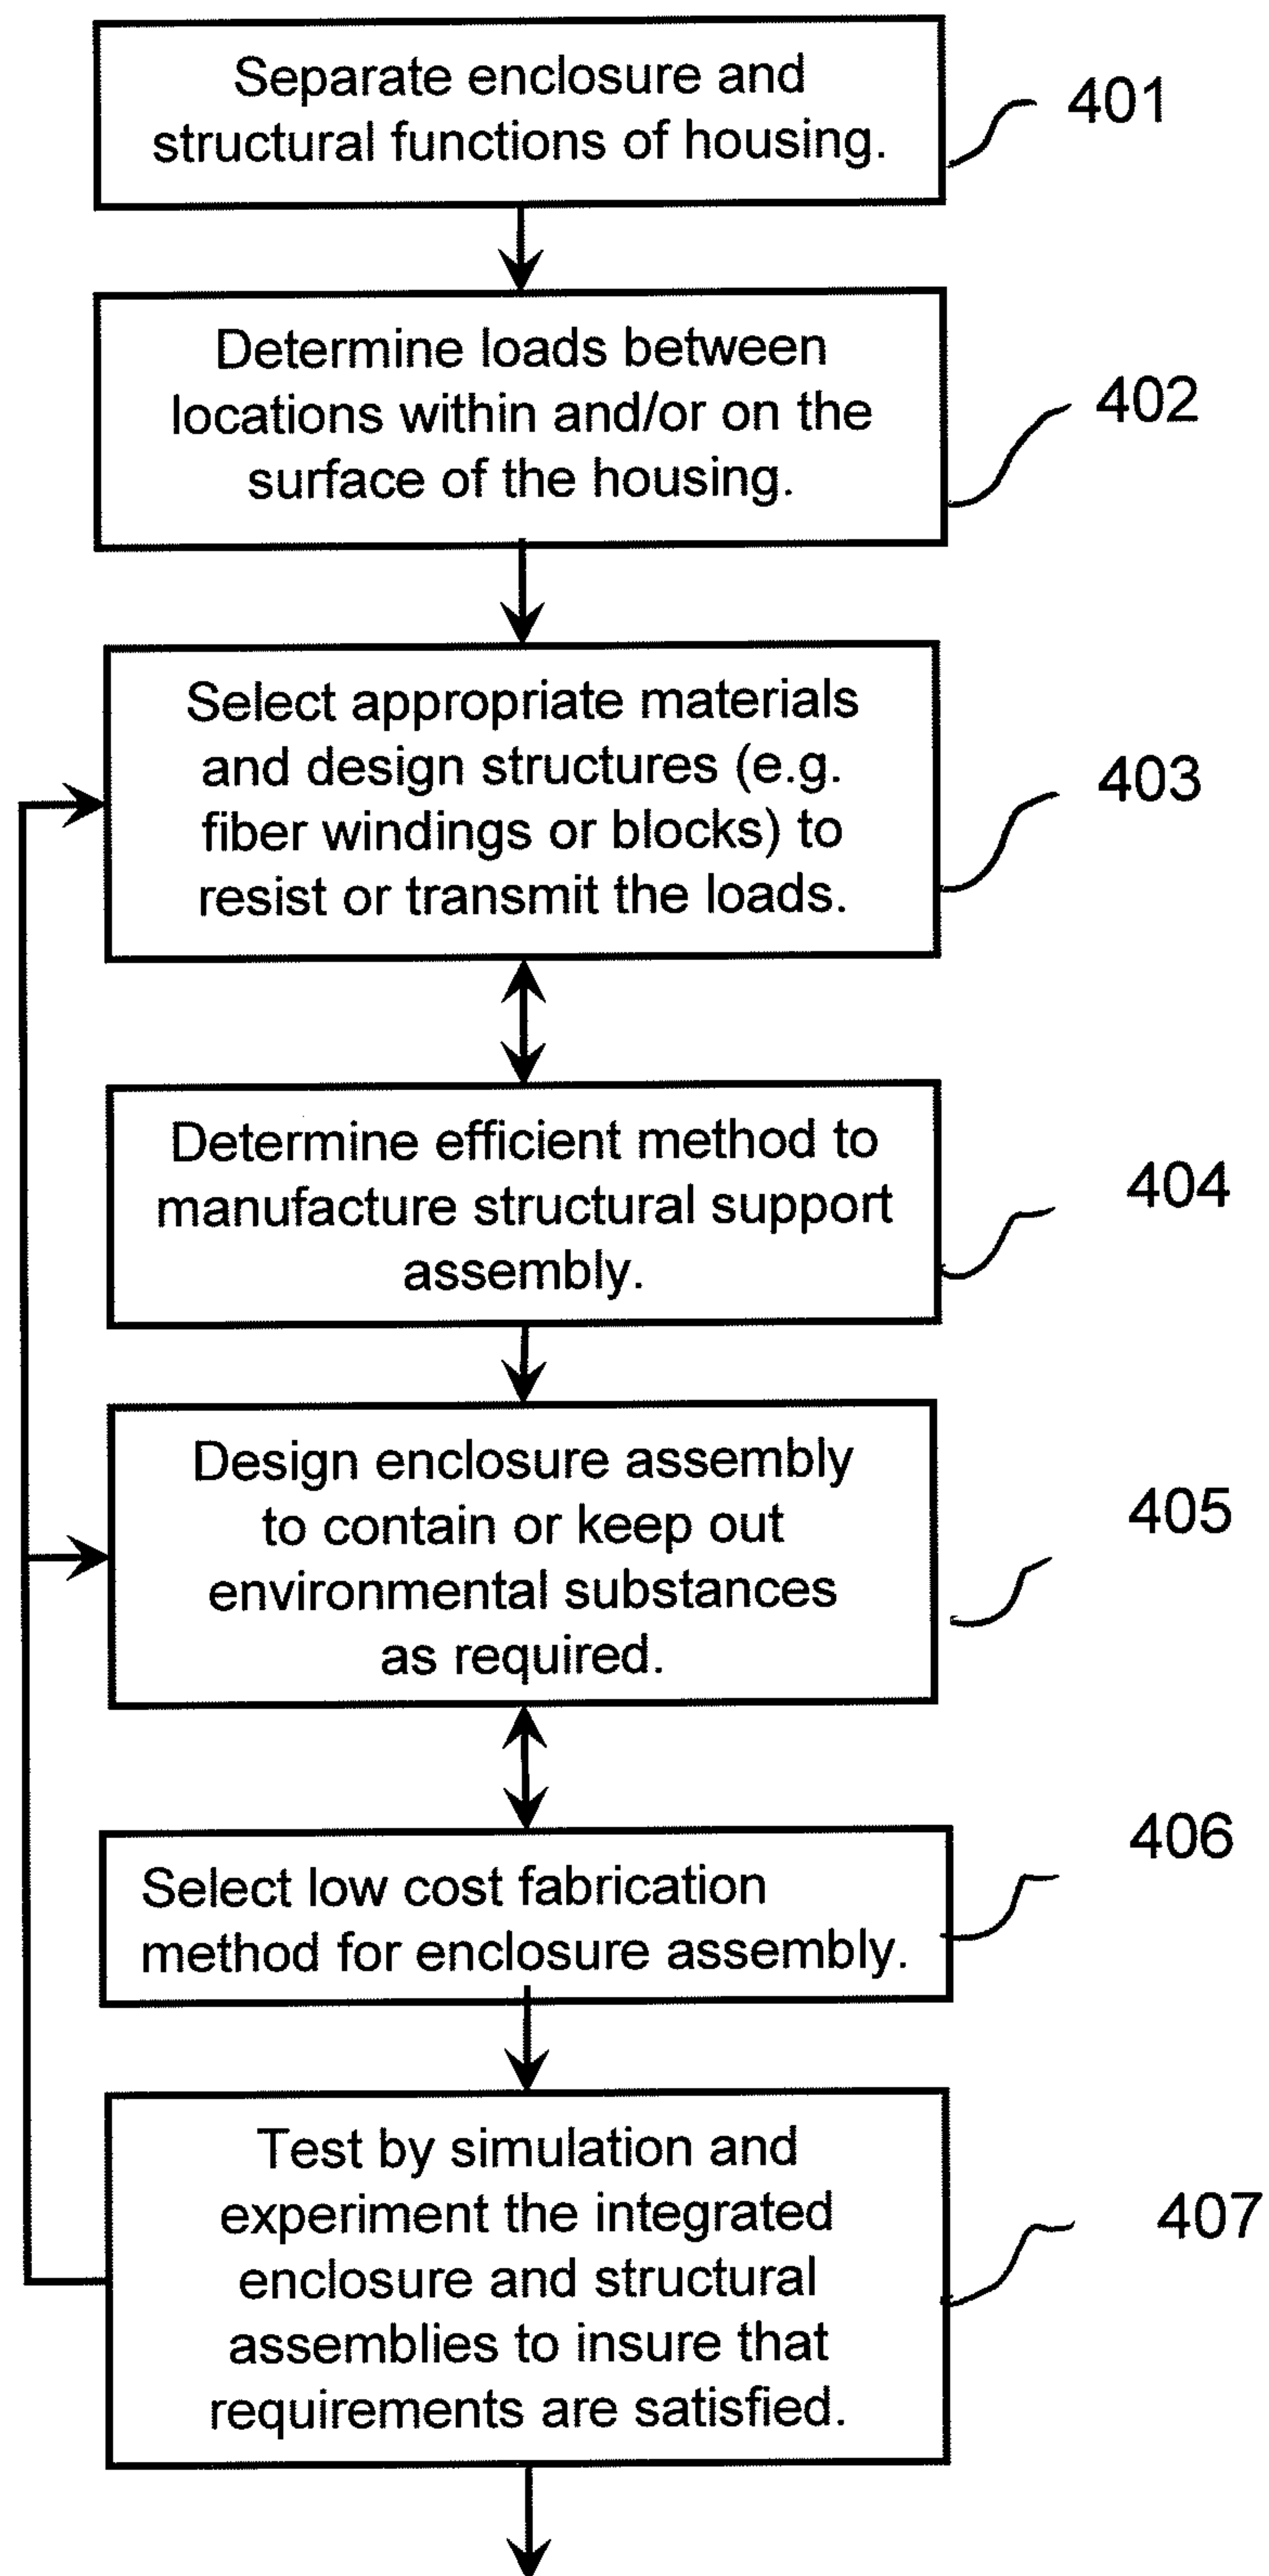 Separate enclosure and
structural functions of housing.
401
Determine loads between
locations within and/or on the
surface of the housing.
402
Select appropriate materials
and design structures (e.g.
fiber windings or blocks) to
resist or transmit the loads.
403
Determine efficient method to
manufacture structural support
assembly.
404
Design enclosure assembly
to contain or keep out
environmental substances
as required.
405
Select low cost fabrication
method for enclosure assembly.
406
Test by simulation and
experiment the integrated
enclosure and structural
assemblies to insure that
requirements are satisfied.
407